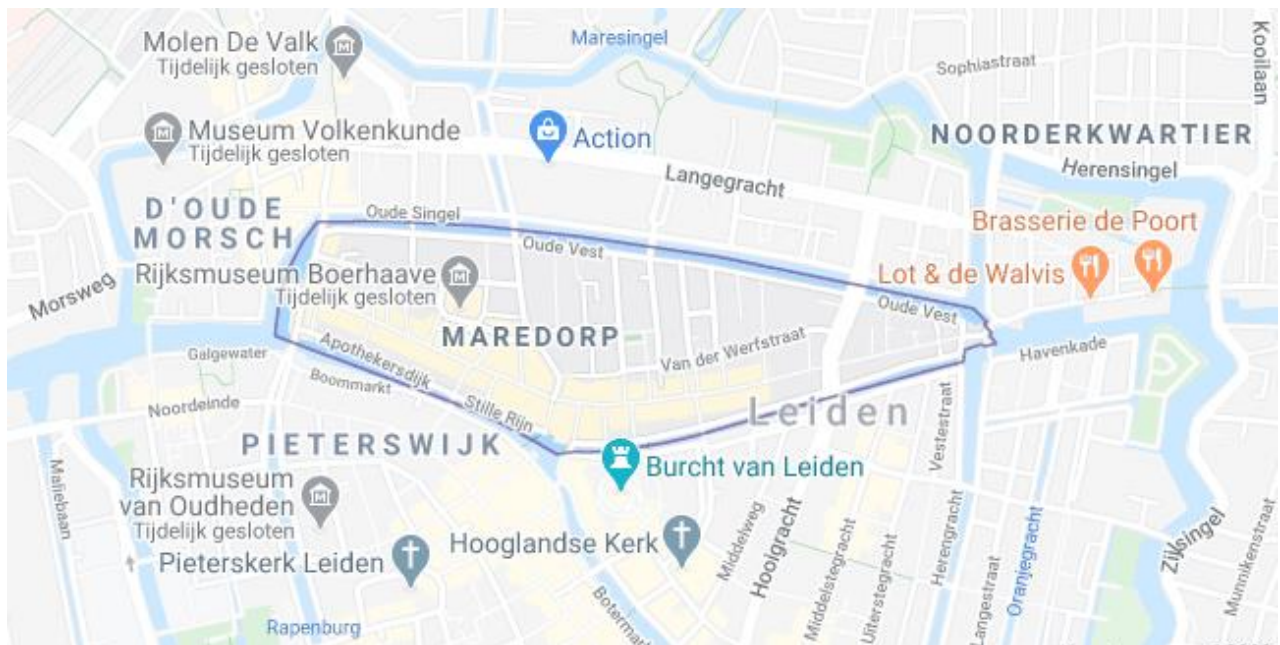 Molen De Valk
Tijdelijk gesloten
Maresingel
Kooilaan
Sophiastraat
Museum Volkenkunde
Tijdelijk gesloten
Action
NOORDERKWARTIER
Herensingel
Langegracht
D'OUDE
MORSCH
Oude Singel
Oude Vest
Brasserie de Poort
Rijksmuseum Boerhaave
Tijdelijk gesloten
Lot & de Walvis
Morsweg
Oude Vest
MAREDORP
Van der Werfstraat
Apothekersdijk
Galgewater
Havenkade
Boommarkt
Stille Rijn
Noordeinde
Leiden
PIETERSWIJK
Vestestraat
Burcht van Leiden
Maliebaan
Rijksmuseum
van Oudheden
Tijdelijk gesloten
Hooglandse Kerk
Pieterskerk Leiden
Middelweg
Hooigracht
Middelstegracht
Uiterstegracht
Herengracht
Langestraat
Oranjegracht
Zijlsingel
Munnikenstraat
Rapenburg